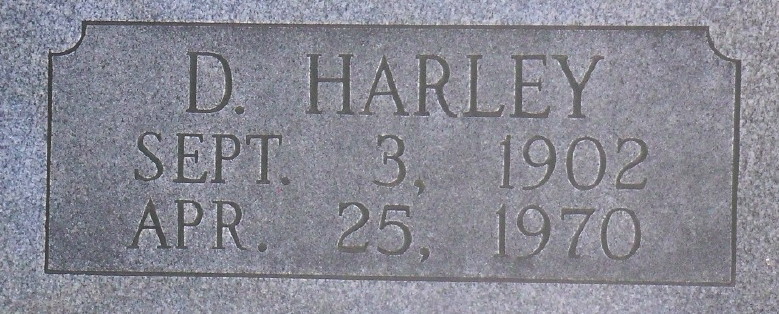 D. HARLEY
SEPT. 3, 1902
APR. 25, 1970